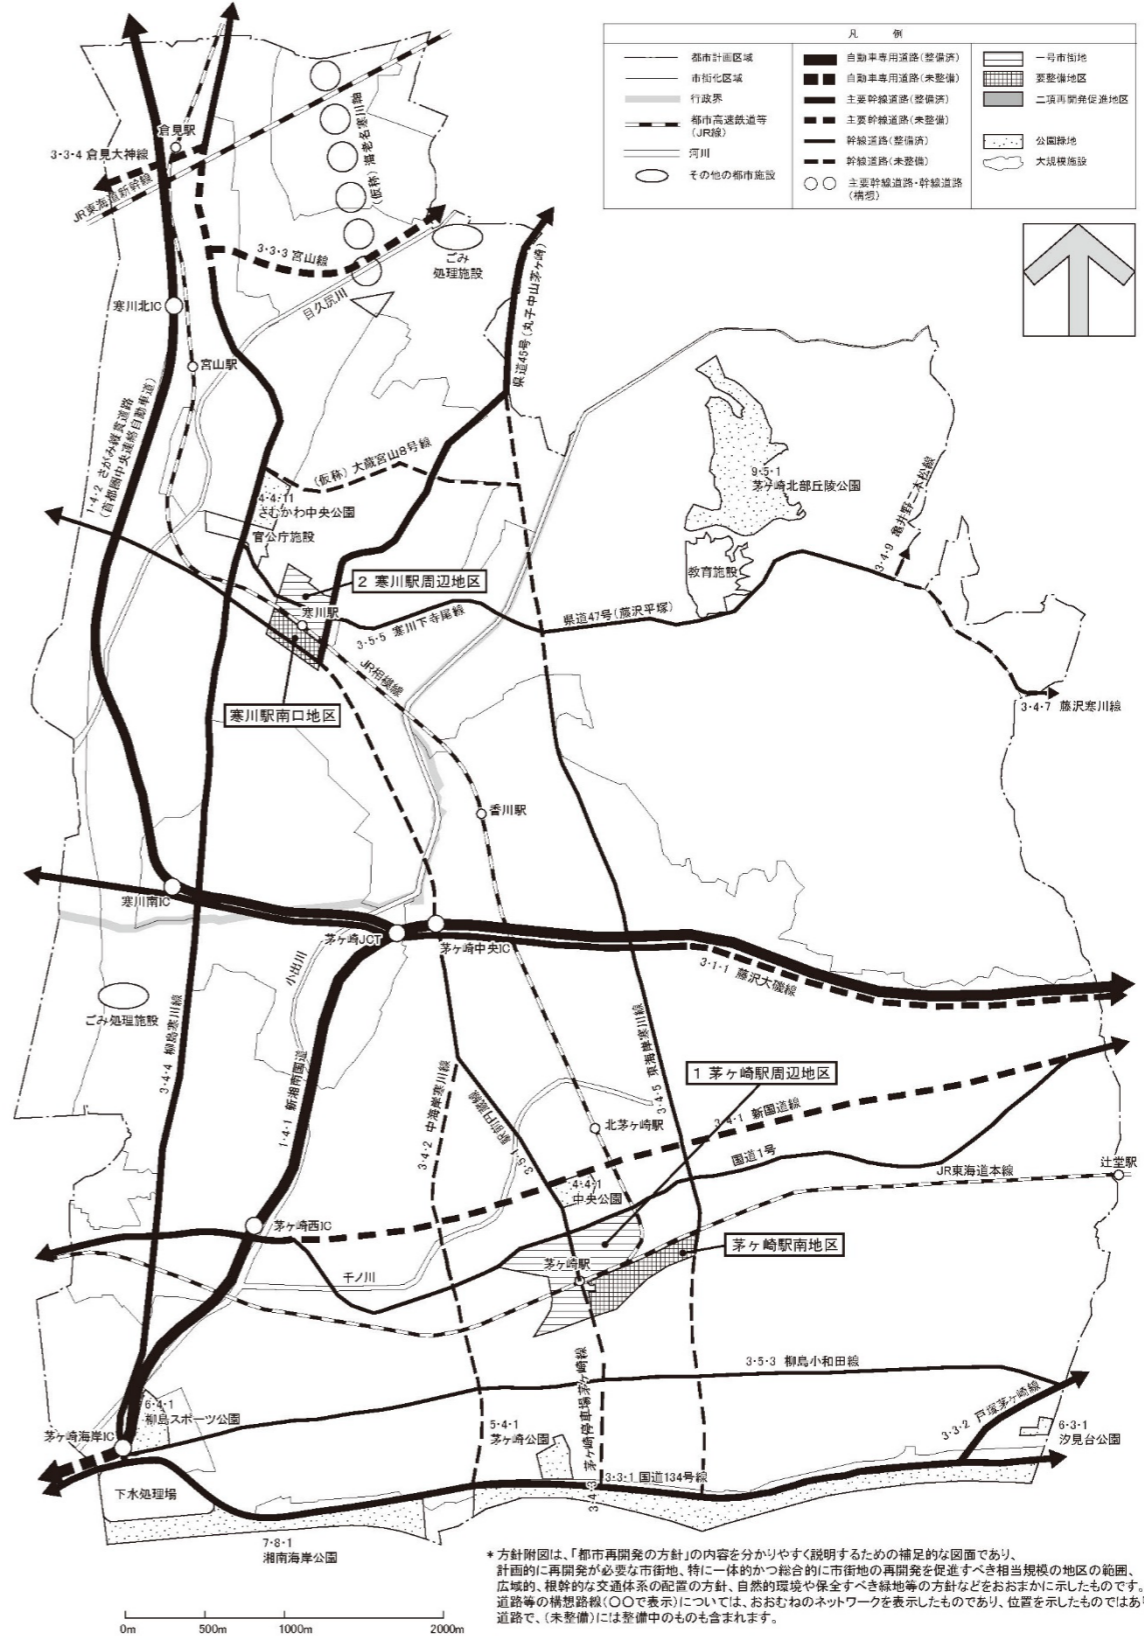 凡 例
都市計画区域
市街化区域
行政界
都市高速鉄道等
(JR線)
河川
その他の都市施設
自動車専用道路(整備済)
自動車専用道路(未整備)
主要幹線道路(整備済)
主要幹線道路(未整備)
幹線道路(整備済)
幹線道路(未整備)
主要幹線道路・幹線道路
(構想)
一号市街地
要整備地区
二項再開発促進地区
公園緑地
大規模施設
倉見駅
3・3・4 倉見大神線
JR東海道新幹線
(仮称)海老名寒川軸
3・3・3 宮山線
ごみ
処理施設
目久尻川
寒川北IC
宮山駅
県道45号(丸子中山茅ヶ崎)
1・4・2 さがみ縦貫道路
(首都圏中央連絡自動車道)
(仮称)大蔵宮山8号線
4・4・11
さむかわ中央公園
官公庁施設
9・5・1
茅ヶ崎北部丘陵公園
3・4・9 亀井野二本松線
教育施設
2 寒川駅周辺地区
寒川駅
3・5・5 寒川下寺尾線
県道47号(藤沢平塚)
JR相模線
寒川駅南口地区
3・4・7 藤沢寒川線
香川駅
寒川南IC
茅ヶ崎JCT
茅ヶ崎中央IC
3・1・1 藤沢大磯線
小出川
ごみ処理施設
3・4・4 柳島寒川線
1・4・1 新湘南国道
3・4・2 中海岸寒川線
3・5・1 駅前円蔵線
3・4・5 東海岸寒川線
1 茅ヶ崎駅周辺地区
北茅ヶ崎駅
3・4・1 新国道線
国道1号
JR東海道本線
辻堂駅
4・4・1
中央公園
茅ヶ崎西IC
茅ヶ崎駅南地区
茅ヶ崎駅
千ノ川
3・5・3 柳島小和田線
3・4・3 茅ヶ崎停車場茅ヶ崎線
3・3・2 戸塚茅ヶ崎線
6・4・1
柳島スポーツ公園
茅ヶ崎海岸IC
5・4・1
茅ヶ崎公園
6・3・1
汐見台公園
3・3・1 国道134号線
下水処理場
7・8・1
湘南海岸公園
* 方針附図は、「都市再開発の方針」の内容を分かりやすく説明するための補足的な図面であり、
計画的に再開発が必要な市街地、特に一体的かつ総合的に市街地の再開発を促進すべき相当規模の地区の範囲、
広域的、根幹的な交通体系の配置の方針、自然的環境や保全すべき緑地等の方針などをおおまかに示したものです。
道路等の構想路線(○○で表示)については、おおむねのネットワークを表示したものであり、位置を示したものではあり
道路で、(未整備)には整備中のものも含まれます。
0m 500m 1000m 2000m